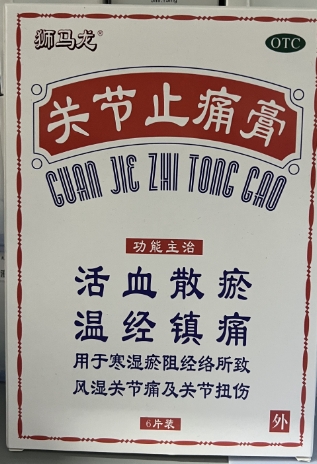 狮马龙®
OTC
关节止痛膏
GUAN JIE ZHI TONG GAO
功能主治
活血散瘀
温经镇痛
用于寒湿瘀阻经络所致
风湿关节痛及关节扭伤
6片装
外